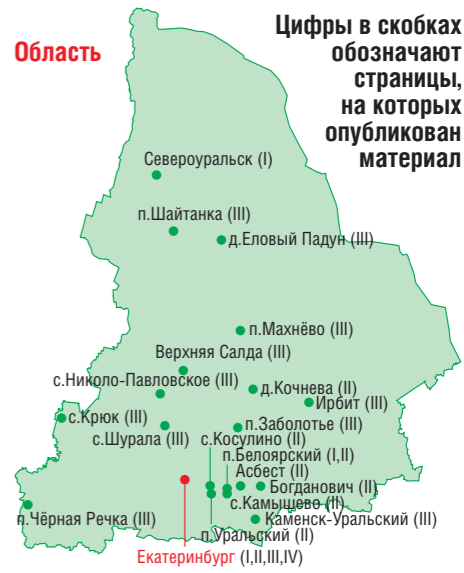 Область
Цифры в скобках
обозначают
страницы,
на которых
опубликован
материал
Североуральск (I)
п.Шайтанка (III)
д.Еловый Падун (III)
п.Махнёво (III)
Верхняя Салда (III)
с.Николо-Павловское (III)
д.Кочнева (II)
Ирбит (III)
с.Крюк (III)
с.Шурала (III)
п.Заболотье (III)
с.Косулино (II)
п.Белоярский (I,II)
Асбест (II)
Богданович (II)
с.Камышево (II)
п.Чёрная Речка (III)
Каменск-Уральский (III)
п.Уральский (II)
Екатеринбург (I,II,III,IV)